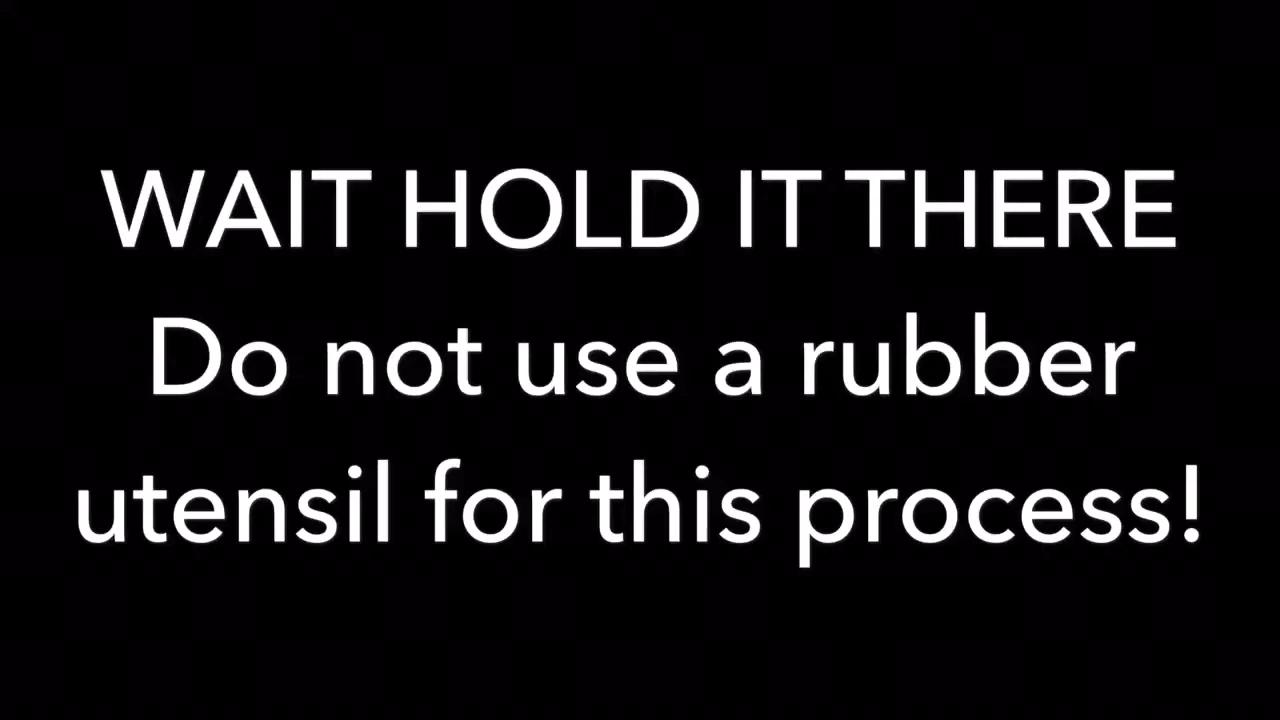 WAIT HOLD IT THERE
Do not use a rubber
utensil for this process!